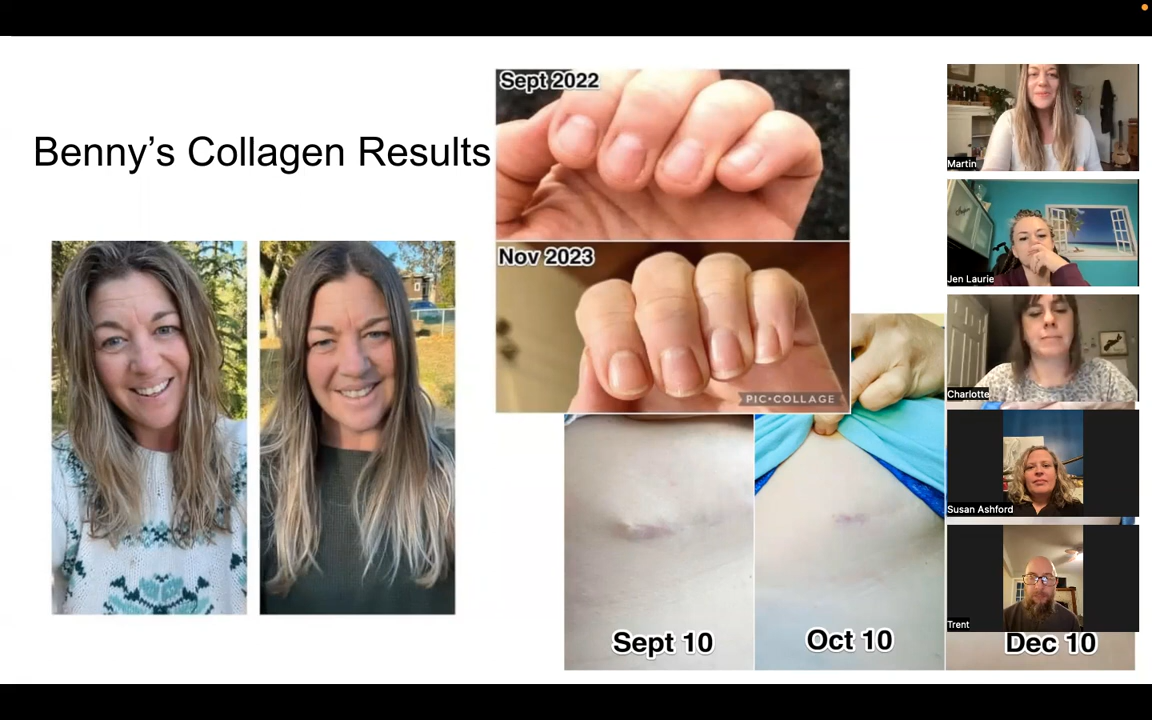 Benny's Collagen Results
Sept 2022
Nov 2023
PIC•COLLAGE
Sept 10
Oct 10
Dec 10
Martin
Jen Laurie
Charlotte
Susan Ashford
Trent